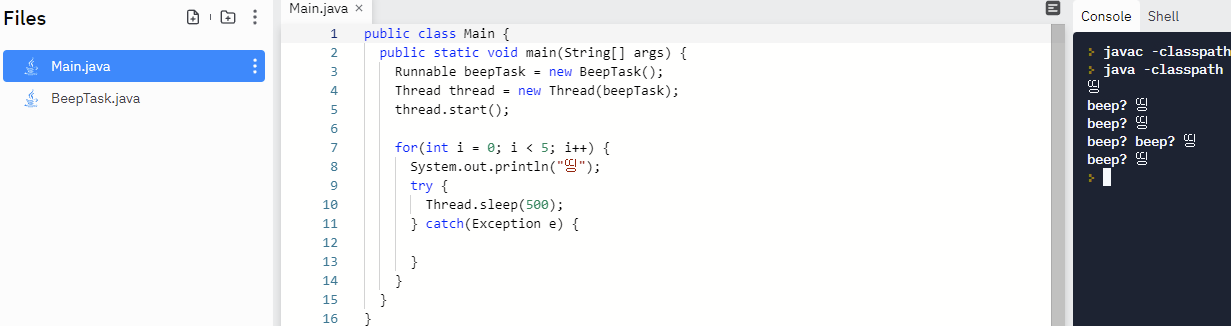 Files
Main.java
BeepTask.java
Main.java ×
1 public class Main {
2 public static void main(String[] args) {
3 Runnable beepTask = new BeepTask();
4 Thread thread = new Thread(beepTask);
5 thread.start();
6
7 for(int i = 0; i < 5; i++) {
8 System.out.println("띵");
9 try {
10 Thread.sleep(500);
11 } catch(Exception e) {
12
13 }
14 }
15 }
16 }
Console Shell
> javac -classpath
> java -classpath
띵
beep? 띵
beep? 띵
beep? beep? 띵
beep? 띵
>